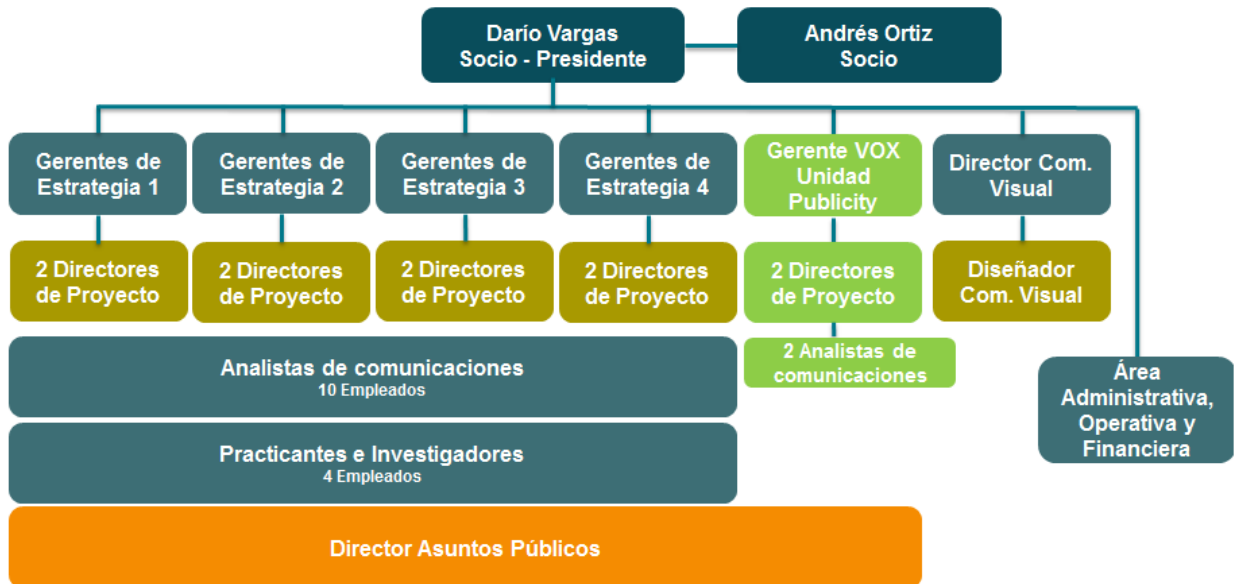 Darío Vargas
Socio - Presidente
Andrés Ortiz
Socio
Gerentes de
Estrategia 1
Gerentes de
Estrategia 2
Gerentes de
Estrategia 3
Gerentes de
Estrategia 4
Gerente VOX
Unidad
Publicity
Director Com.
Visual
2 Directores
de Proyecto
2 Directores
de Proyecto
2 Directores
de Proyecto
2 Directores
de Proyecto
2 Directores
de Proyecto
Diseñador
Com. Visual
Analistas de comunicaciones
10 Empleados
2 Analistas de
comunicaciones
Área
Administrativa,
Operativa y
Financiera
Practicantes e Investigadores
4 Empleados
Director Asuntos Públicos